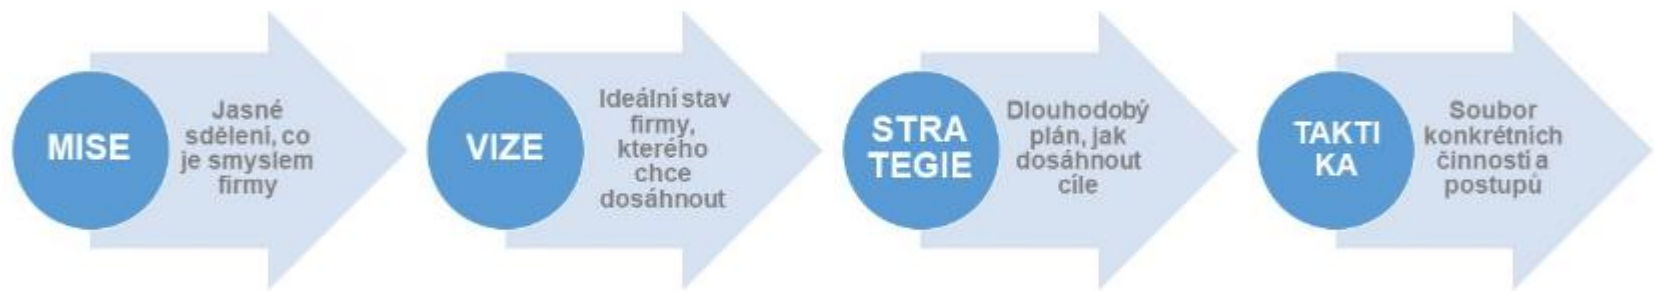 MISE
Jasné
sdělení, co
je smyslem
firmy
VIZE
Ideální stav
firmy,
kterého
chce
dosáhnout
STRA
TEGIE
Dlouhodobý
plán, jak
dosáhnout
cíle
TAKTI
KA
Soubor
konkrétních
činností a
postupů